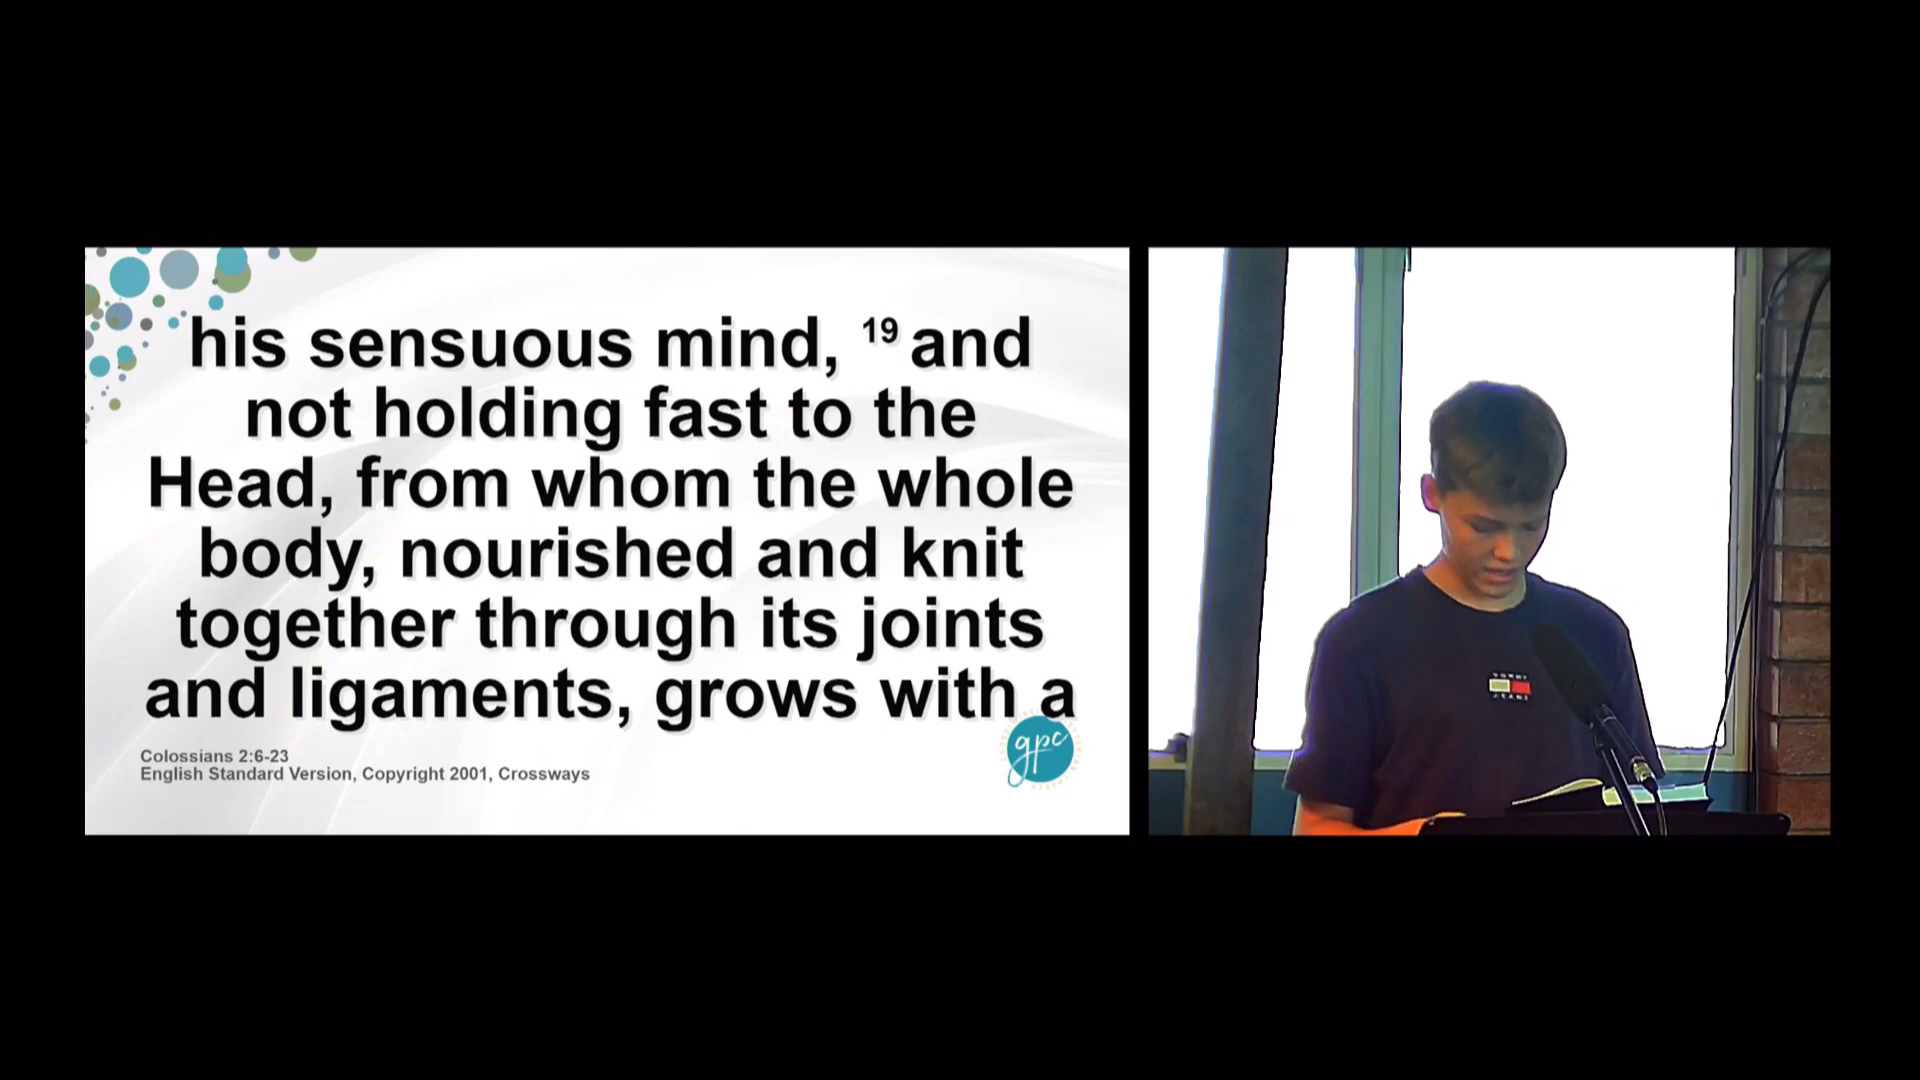 his sensuous mind, 19 and
not holding fast to the
Head, from whom the whole
body, nourished and knit
together through its joints
and ligaments, grows with a
Colossians 2:6-23
English Standard Version, Copyright 2001, Crossways
gpc
TOMMY
JEANS